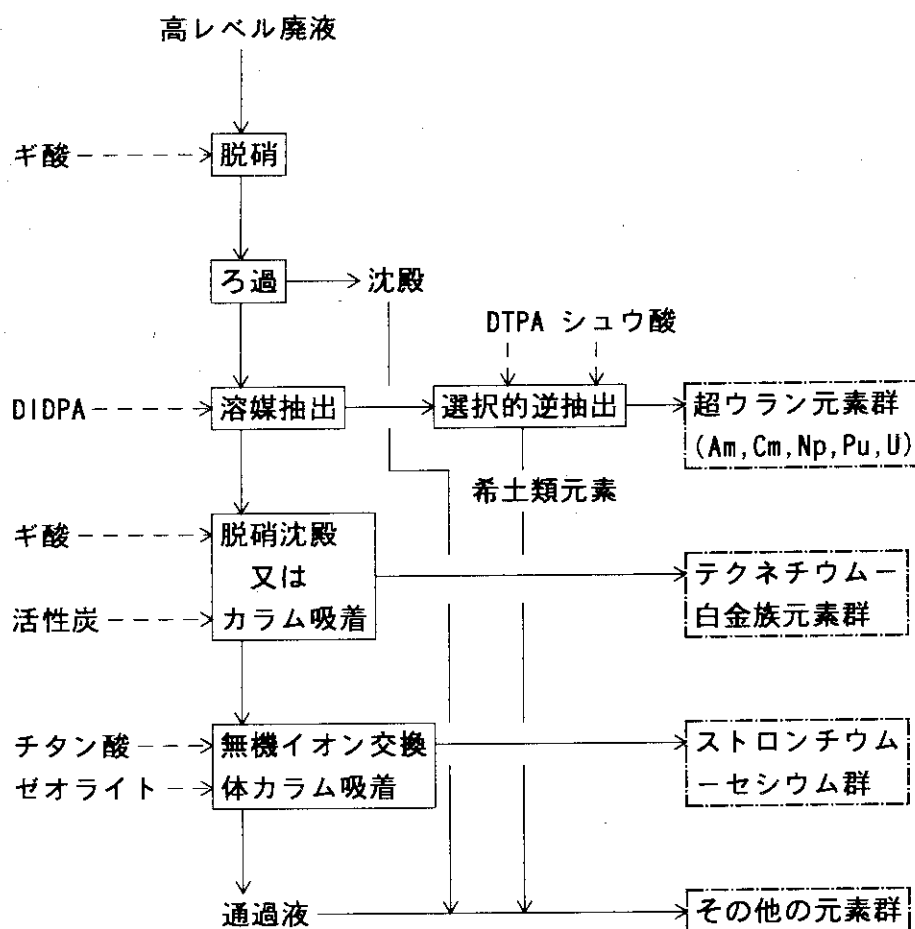 高レベル廃液
ギ酸
脱硝
ろ過
沈殿
DTPA シュウ酸
DIDPA
溶媒抽出
選択的逆抽出
超ウラン元素群
(Am,Cm,Np,Pu,U)
希土類元素
ギ酸
脱硝沈殿
又は
カラム吸着
活性炭
テクネチウムー
白金族元素群
チタン酸
ゼオライト
無機イオン交換
体カラム吸着
ストロンチウム
ーセシウム群
通過液
その他の元素群